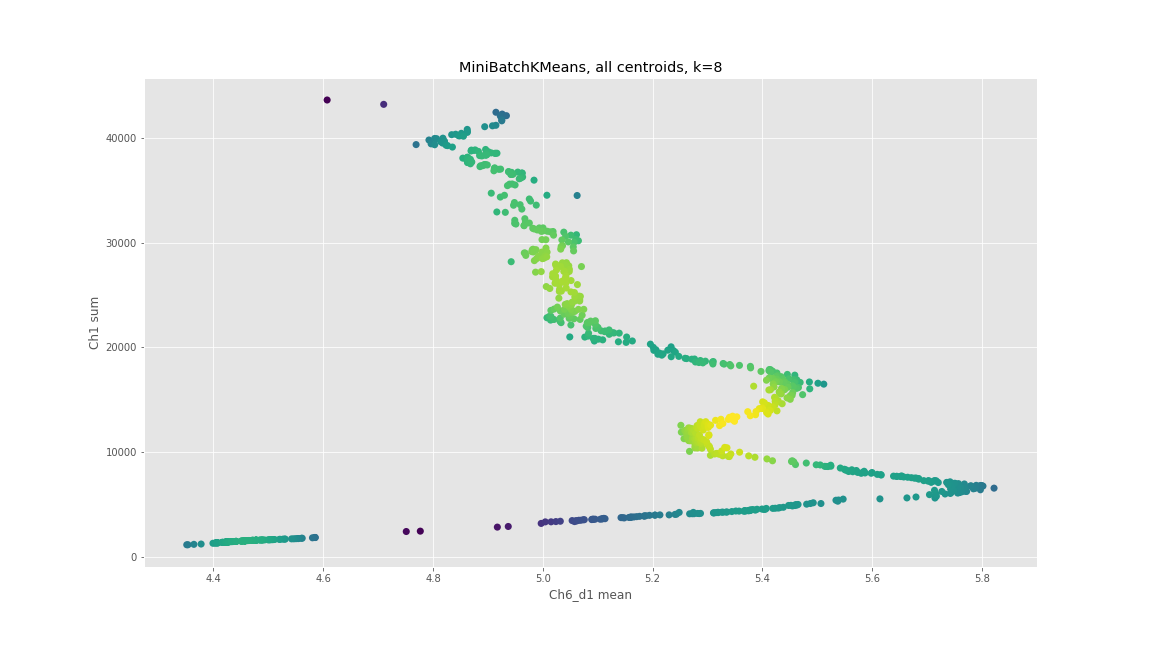 MiniBatchKMeans, all centroids, k=8
40000
30000
20000
10000
0
Ch1 sum
4.4 4.6 4.8 5.0 5.2 5.4 5.6 5.8
Ch6_d1 mean